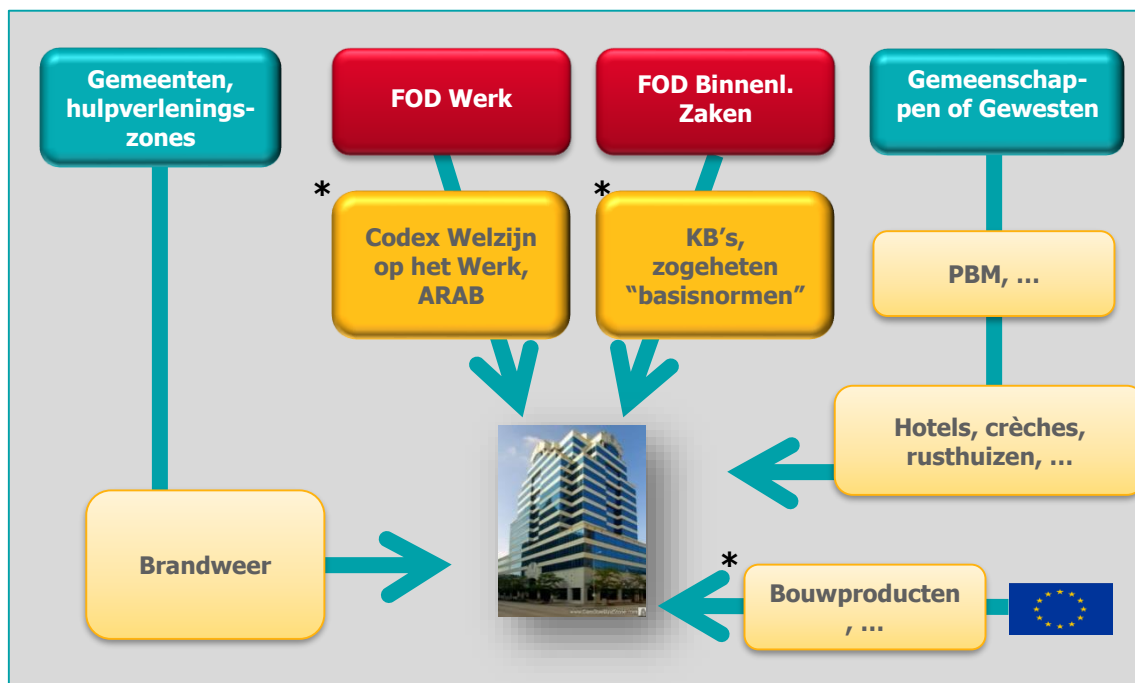 Gemeenten,
hulpverlenings-
zones
FOD Werk
FOD Binnenl.
Zaken
Gemeenschap-
pen of Gewesten
*
Codex Welzijn
op het Werk,
ARAB
*
KB’s,
zogeheten
“basisnormen”
PBM, ...
Hotels, crèches,
rusthuizen, ...
Brandweer
*
Bouwproducten
, ...